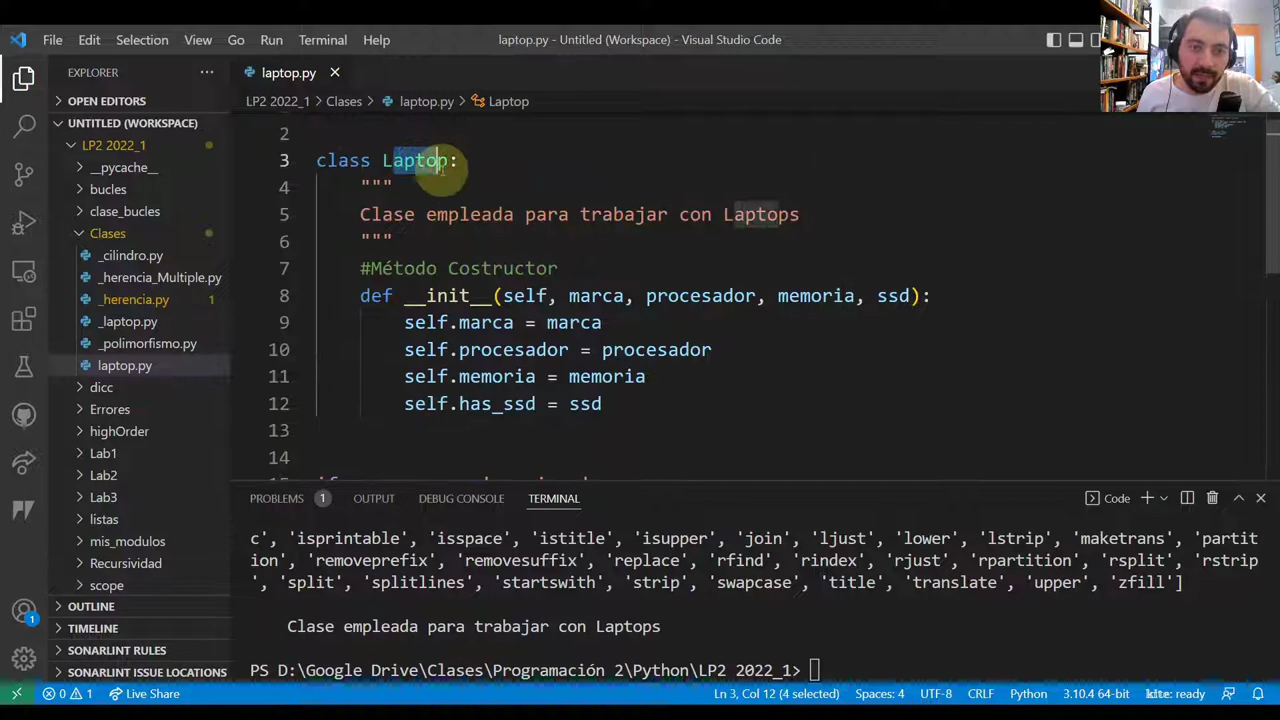 File Edit Selection View Go Run Terminal Help
laptop.py - Untitled (Workspace) - Visual Studio Code
EXPLORER
OPEN EDITORS
UNTITLED (WORKSPACE)
LP2 2022_1
__pycache__
bucles
clase_bucles
Clases
_cilindro.py
_herencia_Multiple.py
_herencia.py 1
_laptop.py
_polimorfismo.py
laptop.py
dicc
Errores
highOrder
Lab1
Lab2
Lab3
listas
mis_modulos
Recursividad
scope
OUTLINE
TIMELINE
SONARLINT RULES
SONARLINT ISSUE LOCATIONS
laptop.py
LP2 2022_1 > Clases > laptop.py > Laptop
2
3 class Laptop:
4 """
5 Clase empleada para trabajar con Laptops
6 """
7 #Método Costructor
8 def __init__(self, marca, procesador, memoria, ssd):
9 self.marca = marca
10 self.procesador = procesador
11 self.memoria = memoria
12 self.has_ssd = ssd
13
14
PROBLEMS 1 OUTPUT DEBUG CONSOLE TERMINAL
Code
c', 'isprintable', 'isspace', 'istitle', 'isupper', 'join', 'ljust', 'lower', 'lstrip', 'maketrans', 'partit
ion', 'removeprefix', 'removesuffix', 'replace', 'rfind', 'rindex', 'rjust', 'rpartition', 'rsplit', 'rstrip
', 'split', 'splitlines', 'startswith', 'strip', 'swapcase', 'title', 'translate', 'upper', 'zfill']
Clase empleada para trabajar con Laptops
PS D:\Google Drive\Clases\Programación 2\Python\LP2 2022_1>
1
0 1 Live Share
Ln 3, Col 12 (4 selected) Spaces: 4 UTF-8 CRLF Python 3.10.4 64-bit kite: ready